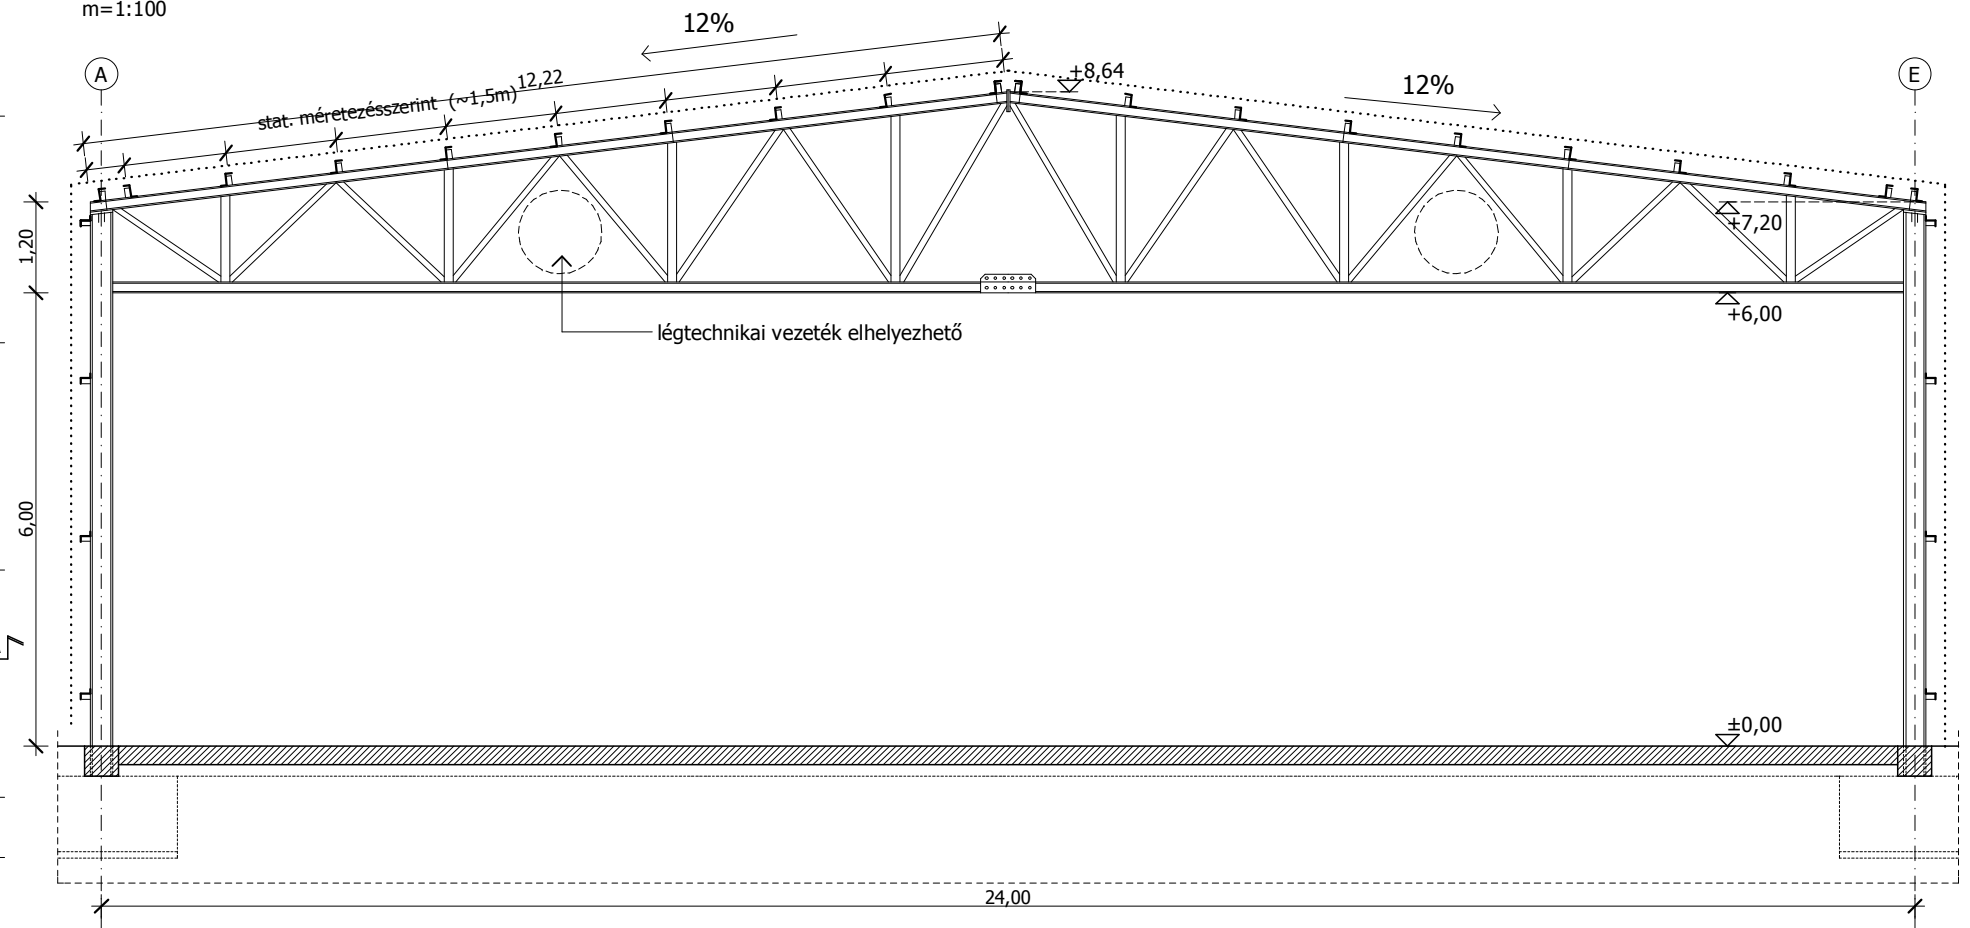 m=1:100
12%
A
12,22
+8,64
12%
E
stat. méretezésszerint (~1,5m)
1,20
+7,20
+6,00
légtechnikai vezeték elhelyezhető
6,00
±0,00
24,00